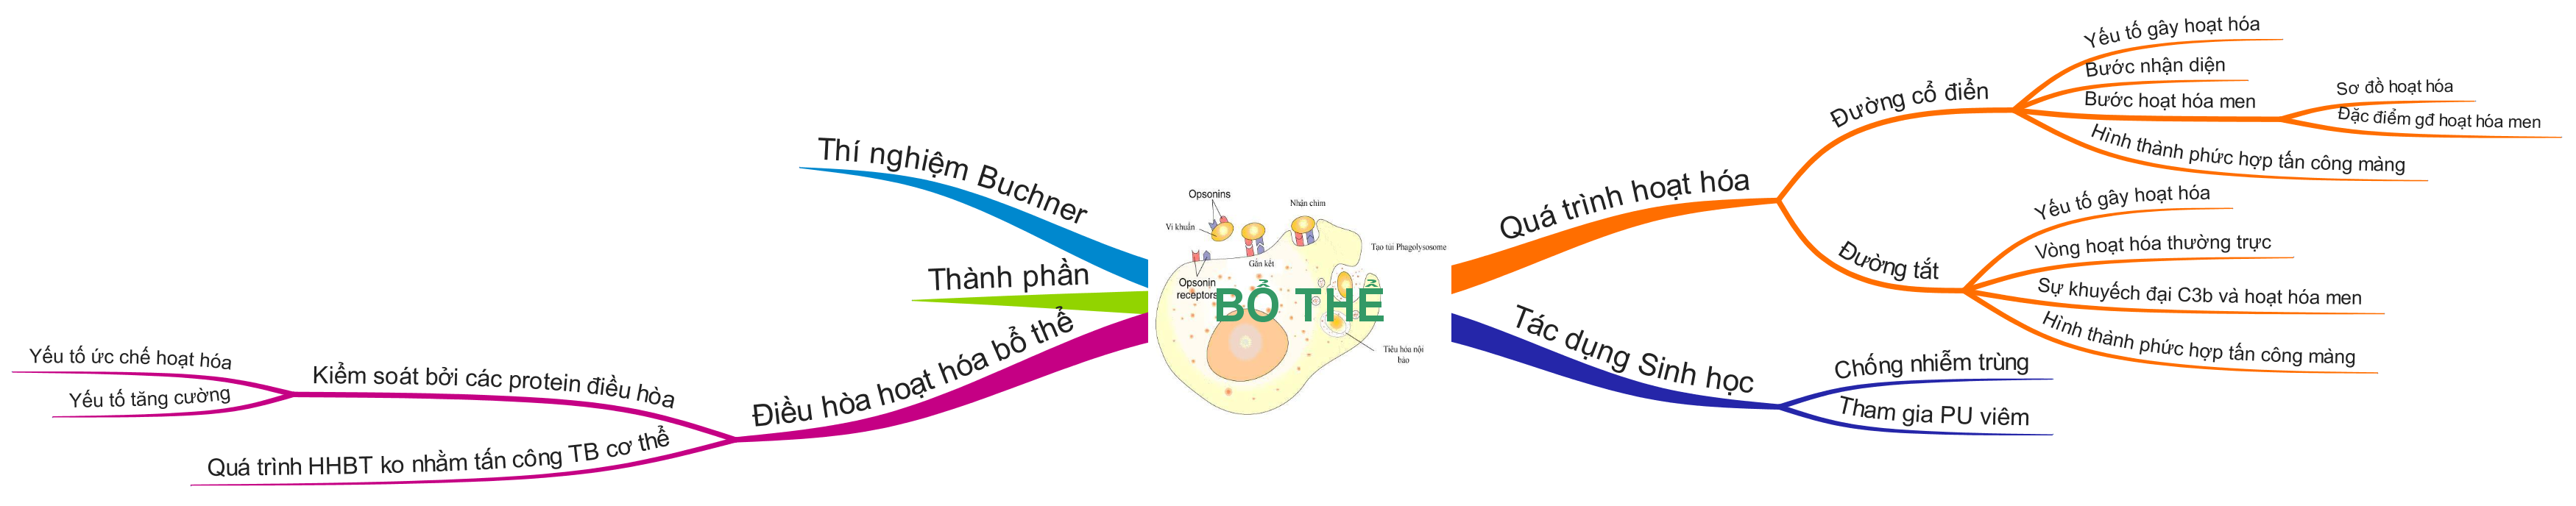 Thí nghiệm Buchner
Thành phần
Điều hòa hoạt hóa bổ thể
Kiểm soát bởi các protein điều hòa
Yếu tố ức chế hoạt hóa
Yếu tố tăng cường
Quá trình HHBT ko nhằm tấn công TB cơ thể
Opsonins
Vi khuẩn
Nhận chìm
Gắn kết
Tạo túi Phagolysosome
Opsonin
receptors
BỔ THỂ
Tiêu hóa nội
bào
Quá trình hoạt hóa
Đường cổ điển
Yếu tố gây hoạt hóa
Bước nhận diện
Bước hoạt hóa men
Sơ đồ hoạt hóa
Đặc điểm gđ hoạt hóa men
Hình thành phức hợp tấn công màng
Đường tắt
Yếu tố gây hoạt hóa
Vòng hoạt hóa thường trực
Sự khuyếch đại C3b và hoạt hóa men
Hình thành phức hợp tấn công màng
Tác dụng Sinh học
Chống nhiễm trùng
Tham gia PU viêm